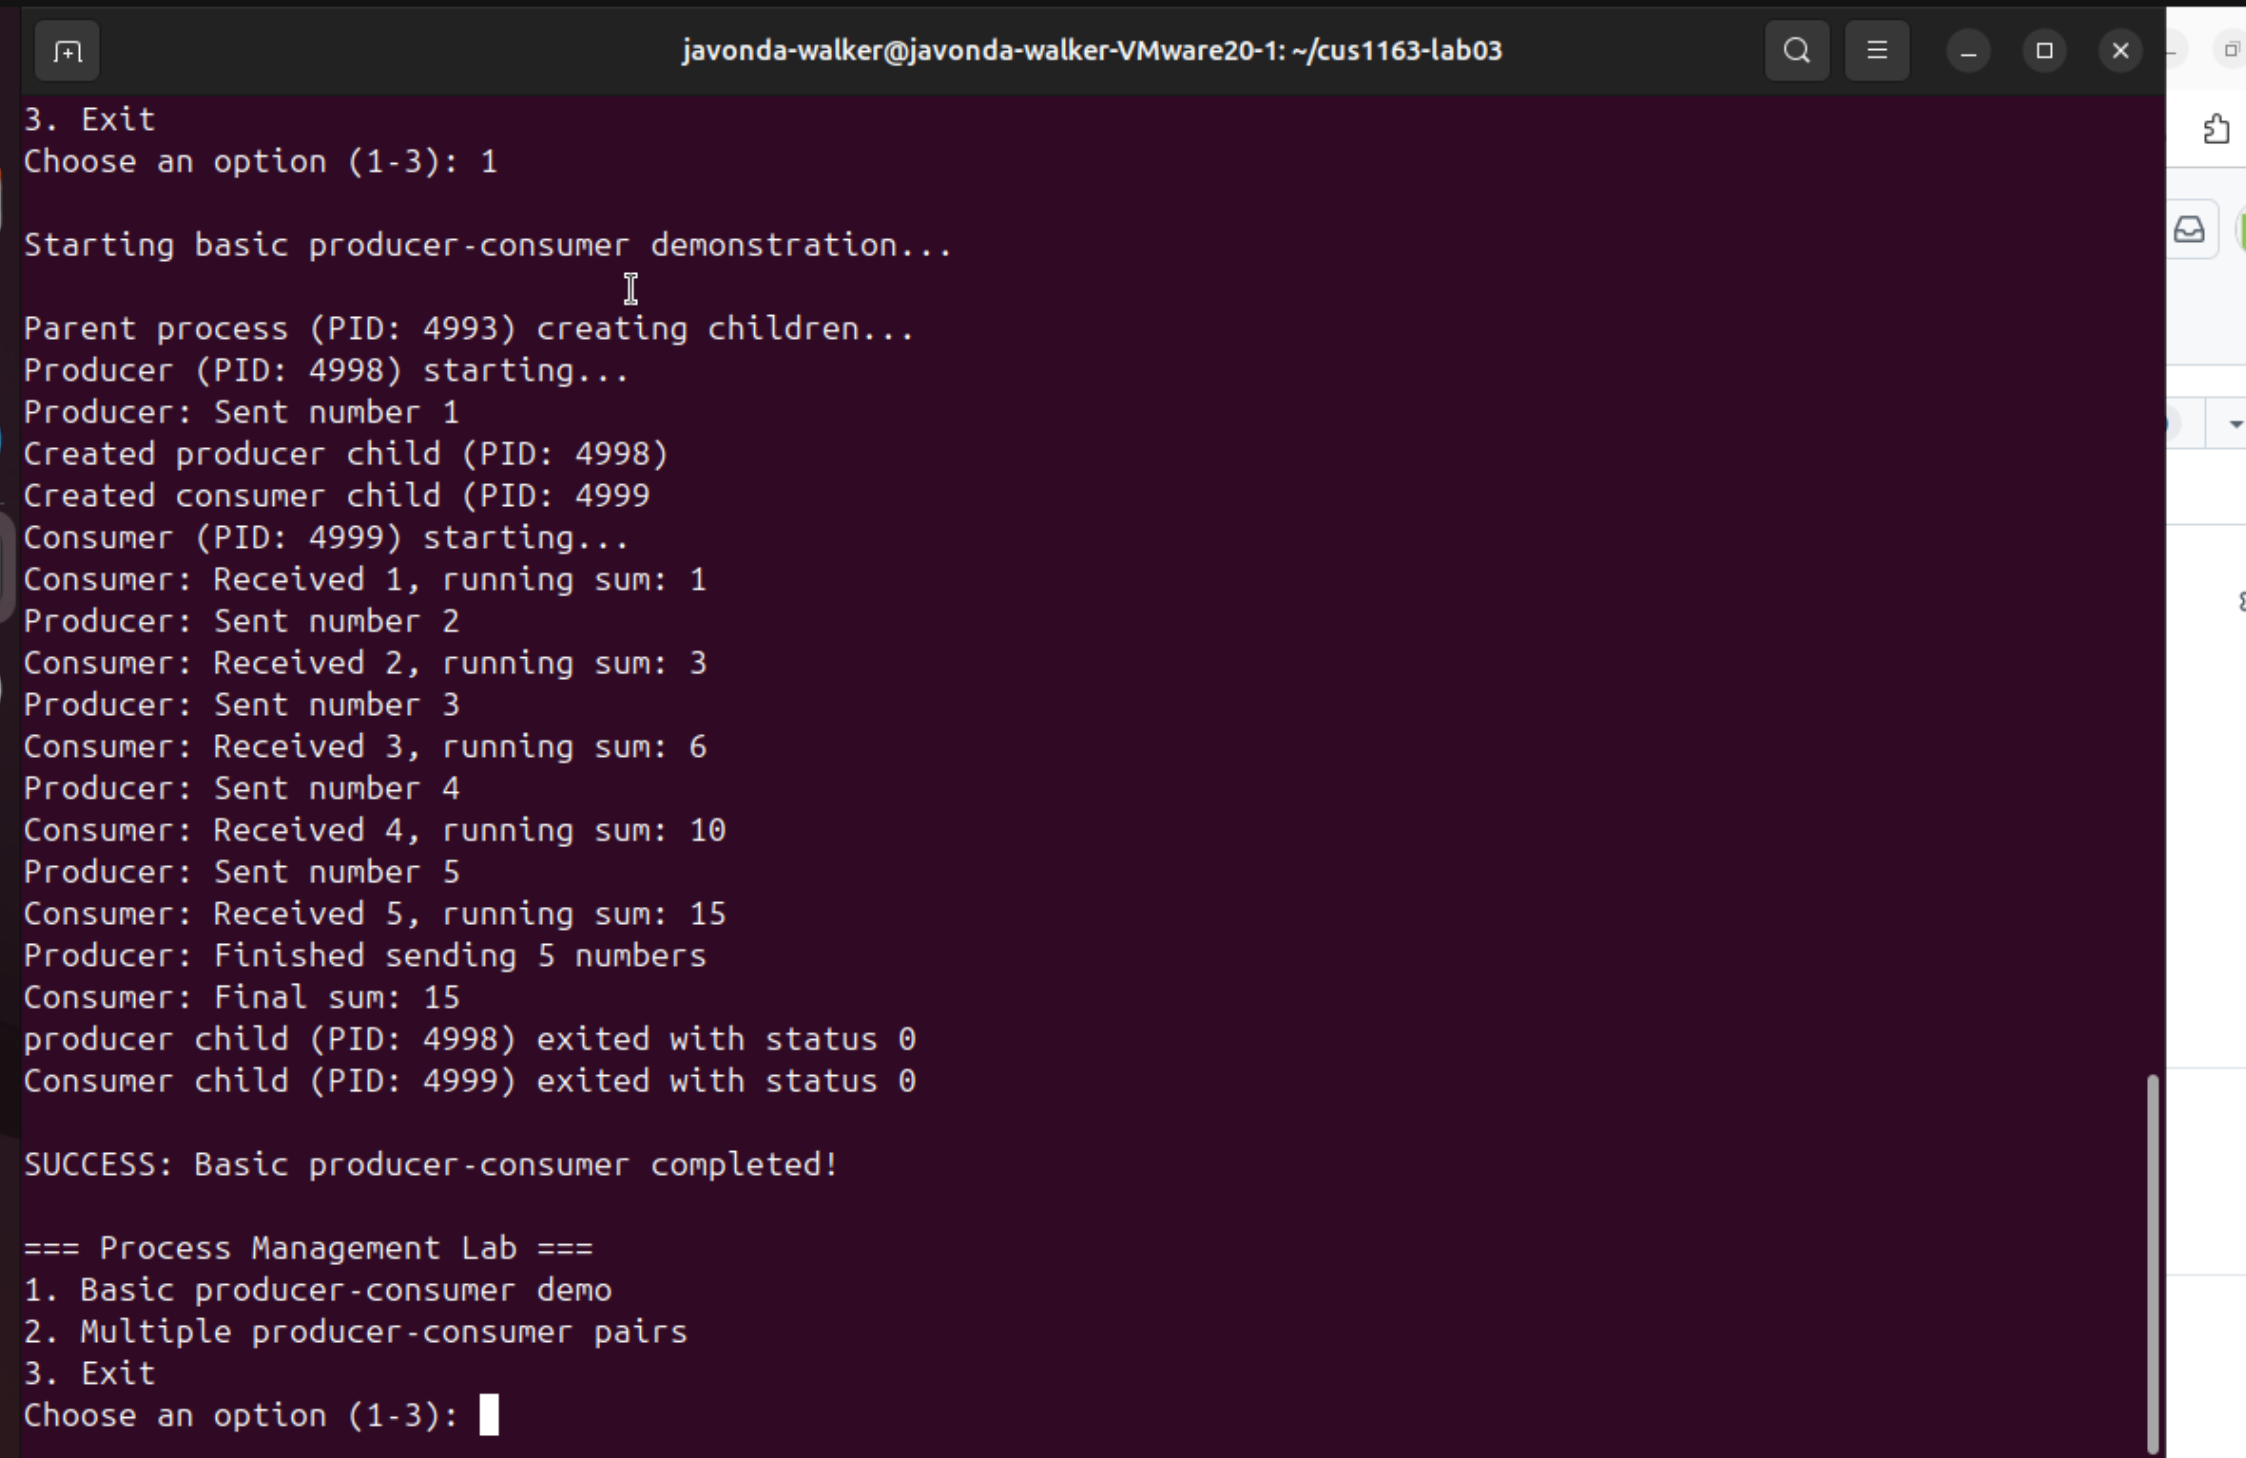 javonda-walker@javonda-walker-VMware20-1: ~/cus1163-lab03
3. Exit
Choose an option (1-3): 1
Starting basic producer-consumer demonstration...
Parent process (PID: 4993) creating children...
Producer (PID: 4998) starting...
Producer: Sent number 1
Created producer child (PID: 4998)
Created consumer child (PID: 4999
Consumer (PID: 4999) starting...
Consumer: Received 1, running sum: 1
Producer: Sent number 2
Consumer: Received 2, running sum: 3
Producer: Sent number 3
Consumer: Received 3, running sum: 6
Producer: Sent number 4
Consumer: Received 4, running sum: 10
Producer: Sent number 5
Consumer: Received 5, running sum: 15
Producer: Finished sending 5 numbers
Consumer: Final sum: 15
producer child (PID: 4998) exited with status 0
Consumer child (PID: 4999) exited with status 0
SUCCESS: Basic producer-consumer completed!
=== Process Management Lab ===
1. Basic producer-consumer demo
2. Multiple producer-consumer pairs
3. Exit
Choose an option (1-3):